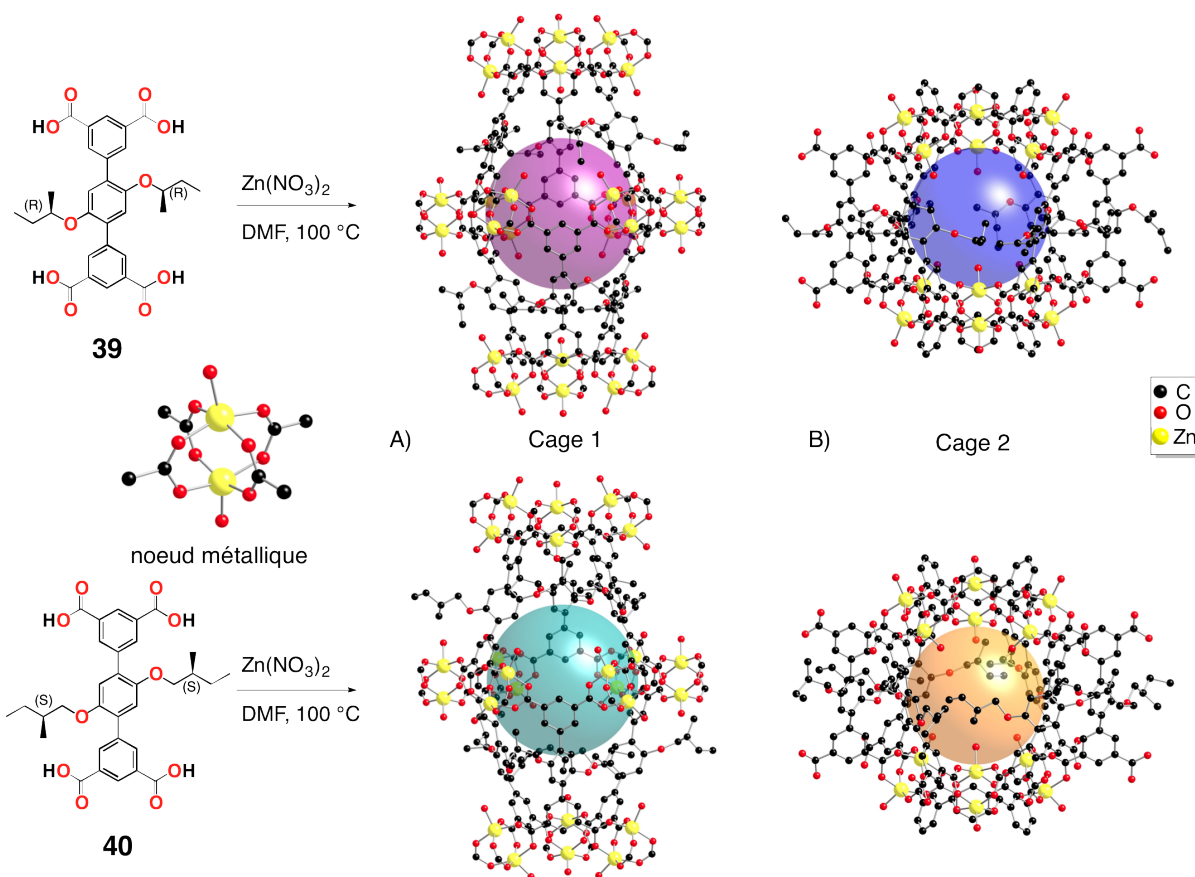 O
O
HO
OH
O
(R)
(R)
O
OH
HO
O
O
39
Zn(NO3)2
DMF, 100 °C
noeud métallique
A)
Cage 1
B)
Cage 2
C
O
Zn
O
O
HO
OH
O
(S)
(S)
O
OH
HO
O
O
40
Zn(NO3)2
DMF, 100 °C